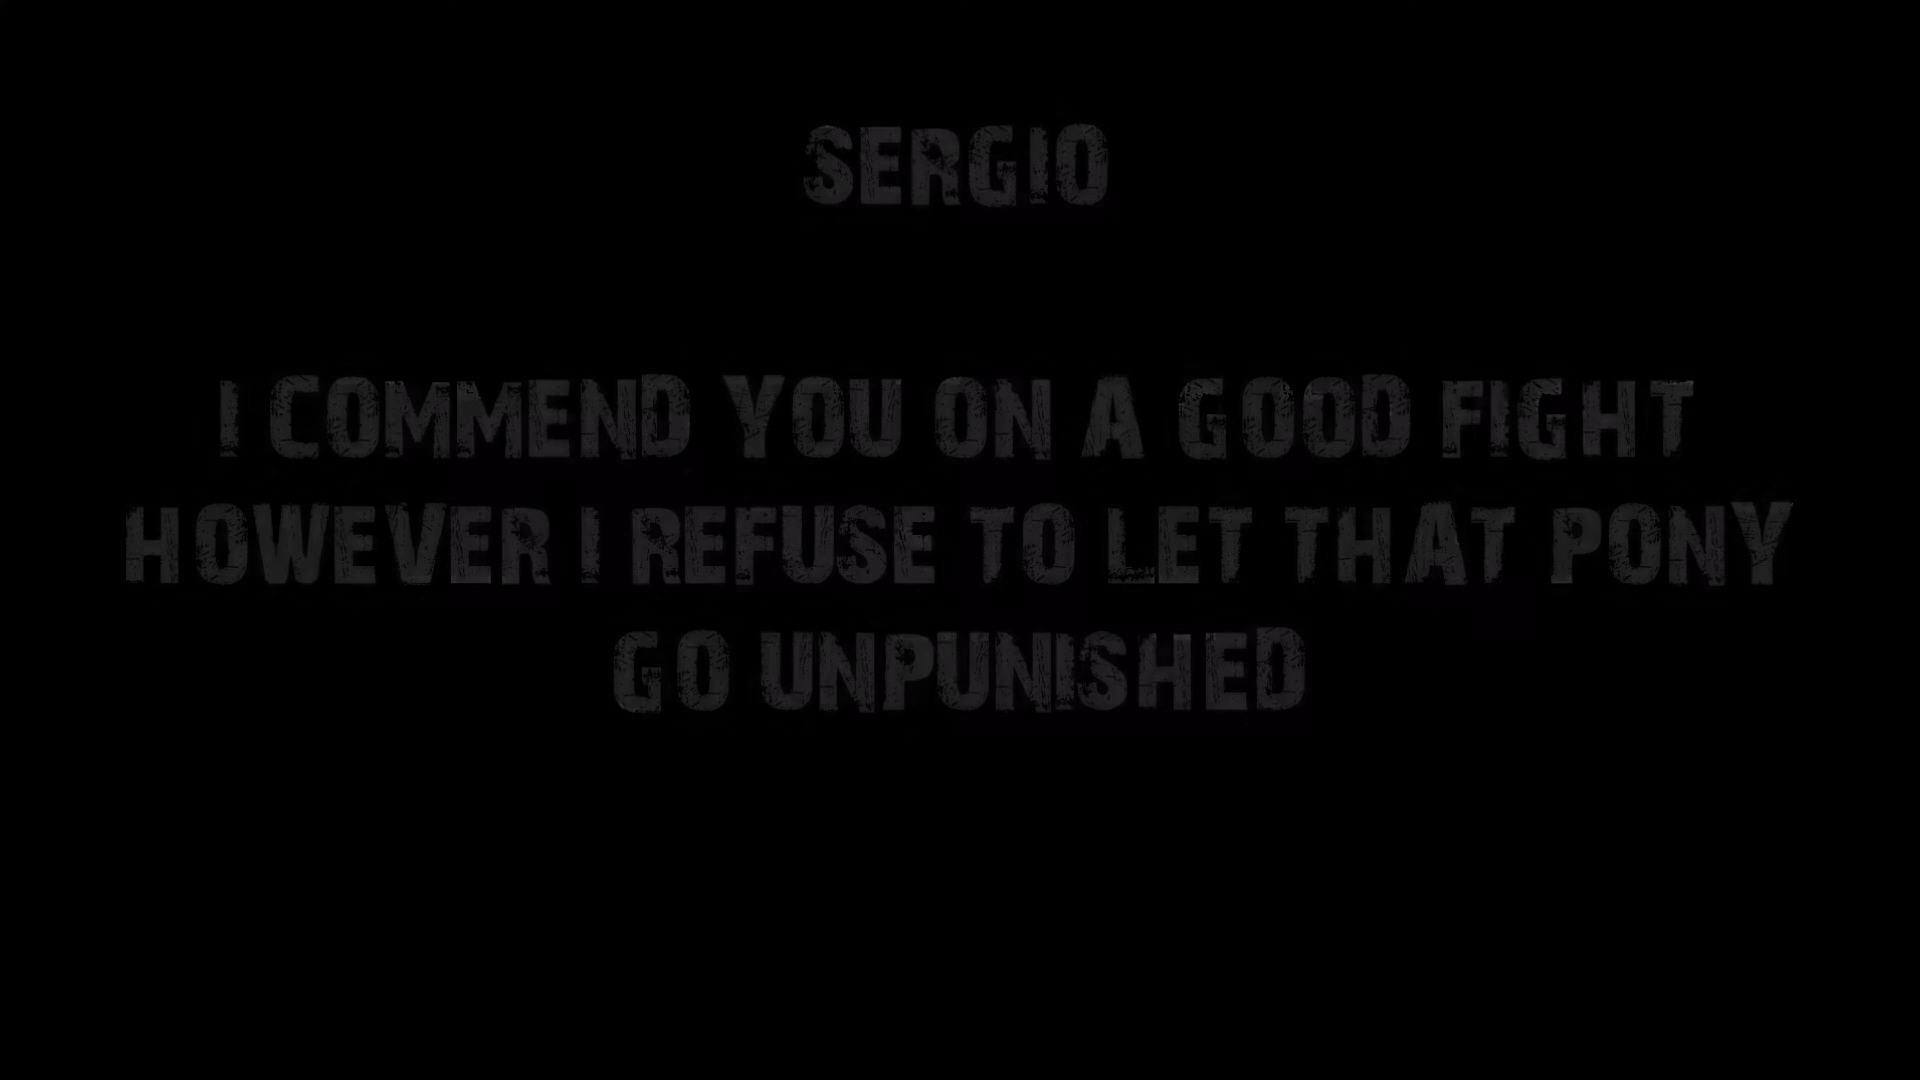 SERGIO
I COMMEND YOU ON A GOOD FIGHT
HOWEVER I REFUSE TO LET THAT PONY
GO UNPUNISHED